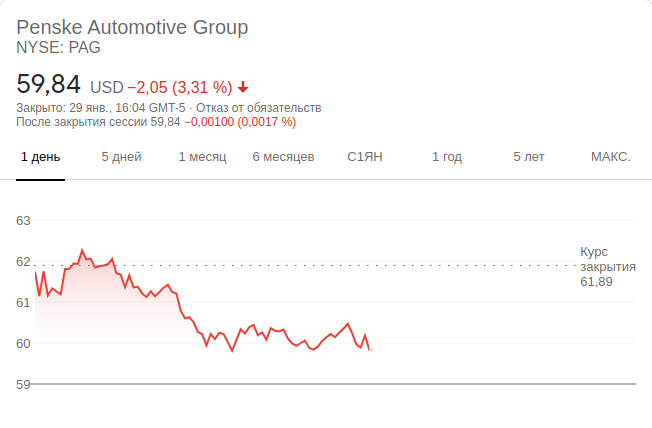 Penske Automotive Group
NYSE: PAG
59,84 USD −2,05 (3,31 %)
Закрыто: 29 янв., 16:04 GMT-5 · Отказ от обязательств
После закрытия сессии 59,84 −0,00100 (0,0017 %)
1 день 5 дней 1 месяц 6 месяцев С1ЯН 1 год 5 лет МАКС.
63
62
61
60
59
Курс
закрытия
61,89